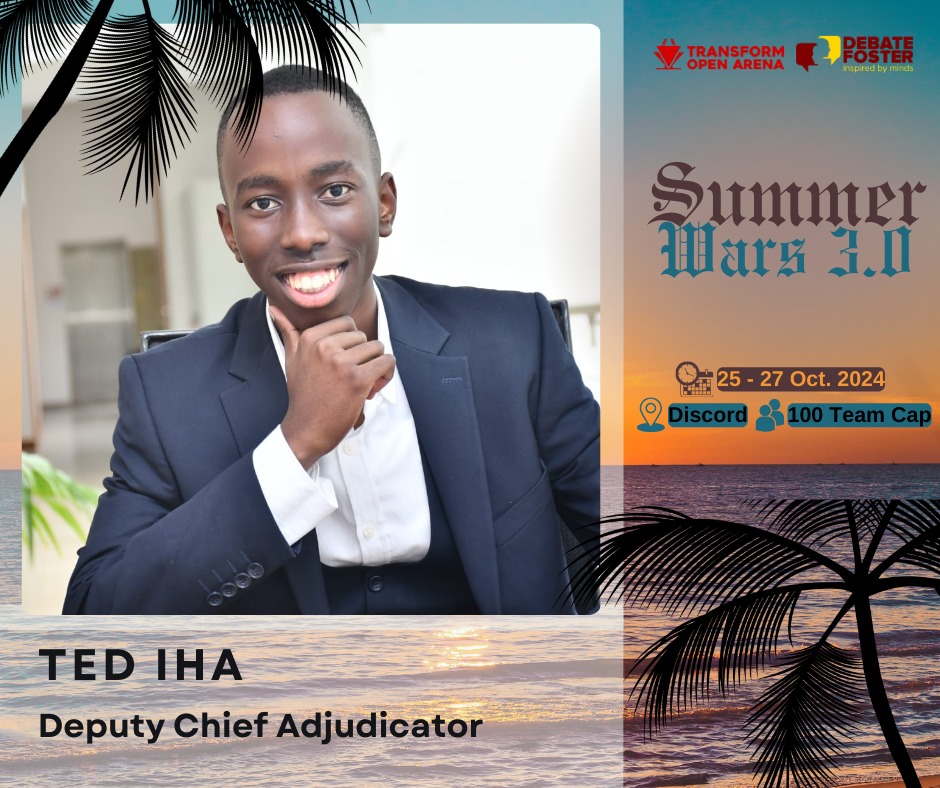 TRANSFORM
OPEN ARENA
DEBATE
FOSTER
inspired by minds
Summer
Wars 3.0
25 - 27 Oct. 2024
Discord
100 Team Cap
TED IHA
Deputy Chief Adjudicator